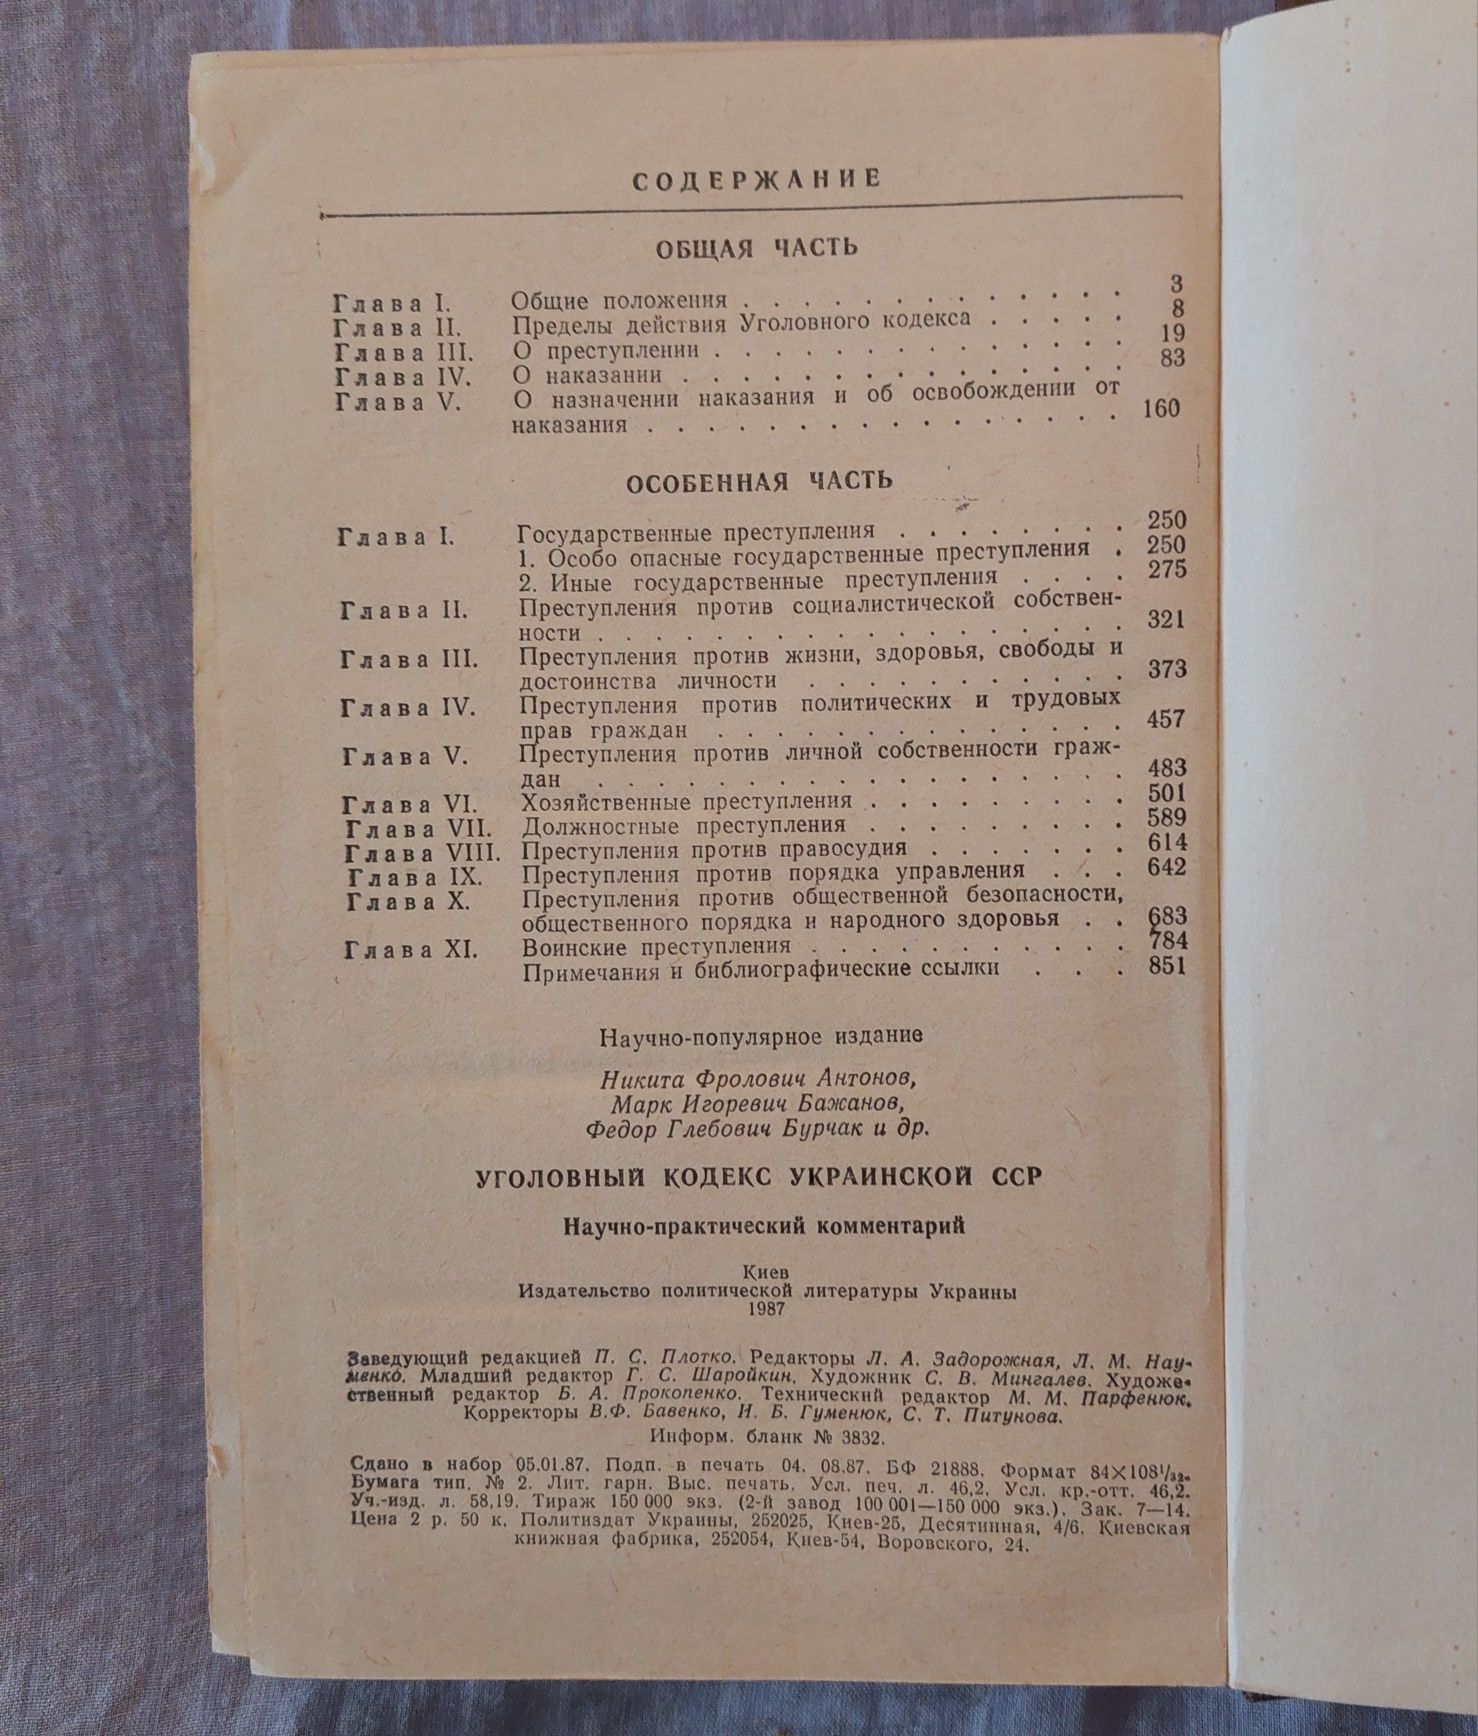 СОДЕРЖАНИЕ
ОБЩАЯ ЧАСТЬ
Глава I. Общие положения . . . . . . . . . . . . . 3
Глава II. Пределы действия Уголовного кодекса . . . . . 8
Глава III. О преступлении . . . . . . . . . . . . . . 19
Глава IV. О наказании . . . . . . . . . . . . . . . 83
Глава V. О назначении наказания и об освобождении от
наказания . . . . . . . . . . . . . . . . 160
ОСОБЕННАЯ ЧАСТЬ
Глава I. Государственные преступления . . . . . . . . 250
1. Особо опасные государственные преступления . 250
2. Иные государственные преступления . . . . 275
Глава II. Преступления против социалистической собствен-
ности . . . . . . . . . . . . . . . . . . 321
Глава III. Преступления против жизни, здоровья, свободы и
достоинства личности . . . . . . . . . . . 373
Глава IV. Преступления против политических и трудовых
прав граждан . . . . . . . . . . . . . . 457
Глава V. Преступления против личной собственности граж-
дан . . . . . . . . . . . . . . . . . . 483
Глава VI. Хозяйственные преступления . . . . . . . . . 501
Глава VII. Должностные преступления . . . . . . . . . 589
Глава VIII. Преступления против правосудия . . . . . . . 614
Глава IX. Преступления против порядка управления . . . 642
Глава X. Преступления против общественной безопасности,
общественного порядка и народного здоровья . . 683
Глава XI. Воинские преступления . . . . . . . . . . . 784
Примечания и библиографические ссылки . . . 851
Научно-популярное издание
Никита Фролович Антонов,
Марк Игоревич Бажанов,
Федор Глебович Бурчак и др.
УГОЛОВНЫЙ КОДЕКС УКРАИНСКОЙ ССР
Научно-практический комментарий
Киев
Издательство политической литературы Украины
1987
Заведующий редакцией П. С. Плотко. Редакторы Л. А. Задорожная, Л. М. Нау-
менко. Младший редактор Г. С. Шаройкин. Художник С. В. Мингалев. Художе-
ственный редактор Б. А. Прокопенко. Технический редактор М. М. Парфенюк.
Корректоры В.Ф. Бавенко, И. Б. Гуменюк, С. Т. Питунова.
Информ. бланк № 3832.
Сдано в набор 05.01.87. Подп. в печать 04. 08.87. БФ 21888. Формат 84×108¹/₃₂.
Бумага тип. № 2. Лит. гарн. Выс. печать. Усл. печ. л. 46,2. Усл. кр.-отт. 46,2.
Уч.-изд. л. 58,19. Тираж 150 000 экз. (2-й завод 100 001—150 000 экз.). Зак. 7—14.
Цена 2 р. 50 к. Политиздат Украины, 252025, Киев-25, Десятинная, 4/6. Киевская
книжная фабрика, 252054, Киев-54, Воровского, 24.